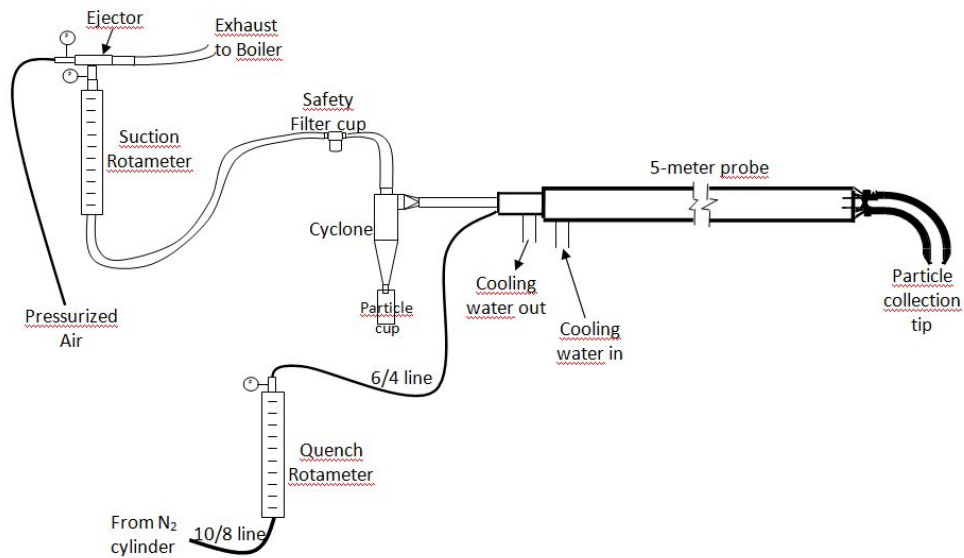 Ejector
Exhaust
to Boiler
P
P
Safety
Filter cup
Suction
Rotameter
5-meter probe
Cyclone
Particle
cup
Cooling
water out
Cooling
water in
Particle
collection
tip
Pressurized
Air
6/4 line
P
Quench
Rotameter
From N₂
cylinder
10/8 line